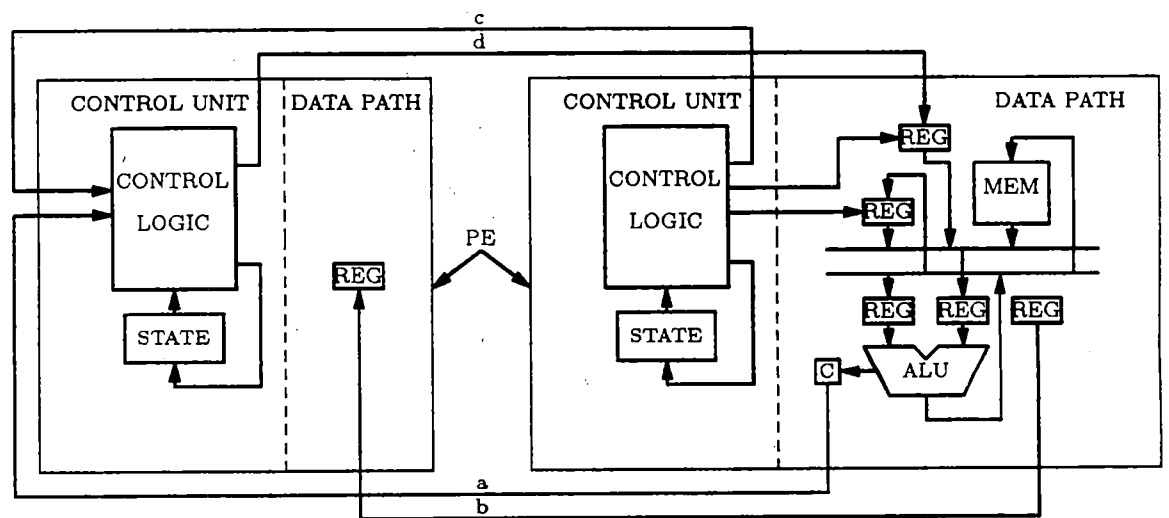 c
d
CONTROL UNIT
DATA PATH
CONTROL UNIT
DATA PATH
CONTROL
LOGIC
REG
STATE
PE
CONTROL
LOGIC
STATE
REG
MEM
REG
REG
REG
REG
C
ALU
a
b